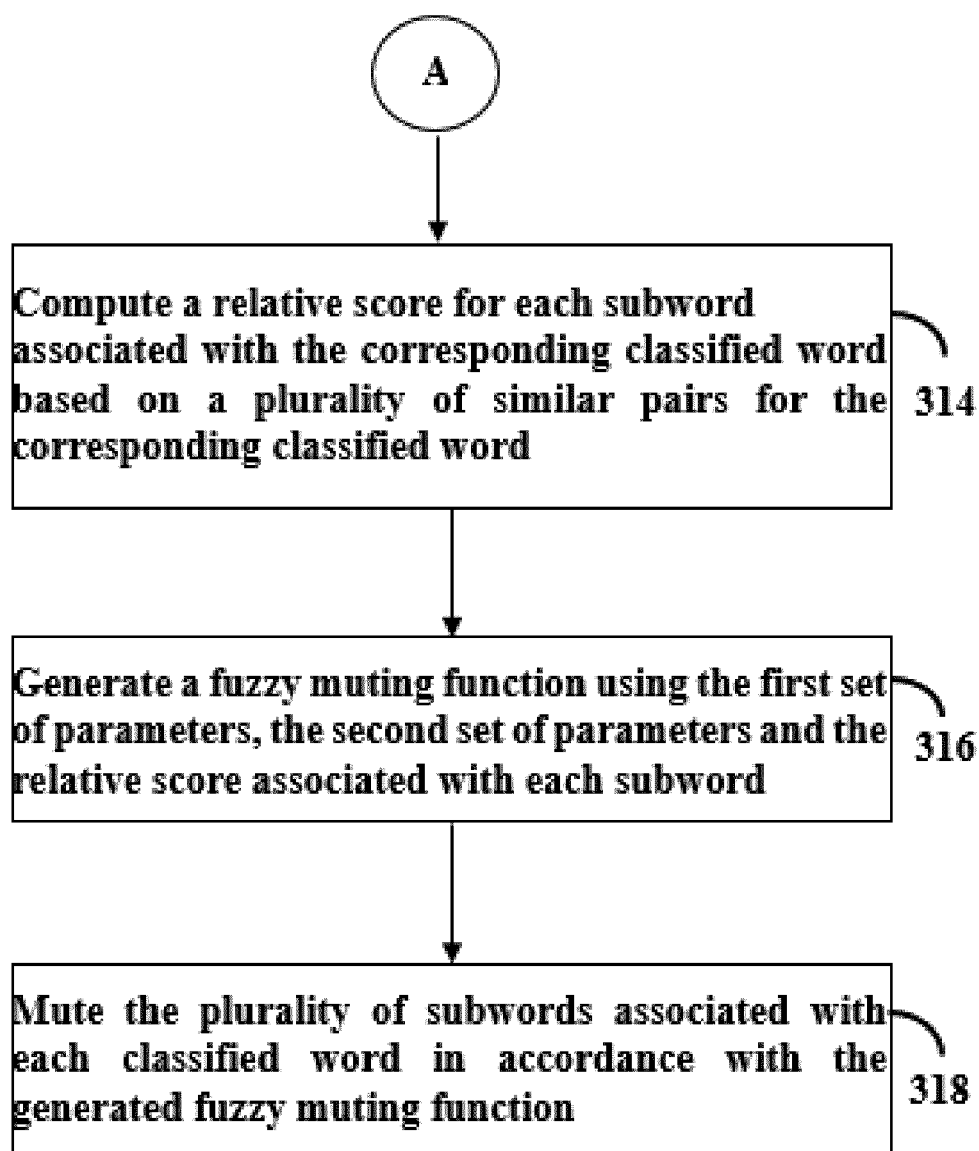 A
Compute a relative score for each subword
associated with the corresponding classified word
based on a plurality of similar pairs for the
corresponding classified word
314
Generate a fuzzy muting function using the first set
of parameters, the second set of parameters and the
relative score associated with each subword
316
Mute the plurality of subwords associated with
each classified word in accordance with the
generated fuzzy muting function
318